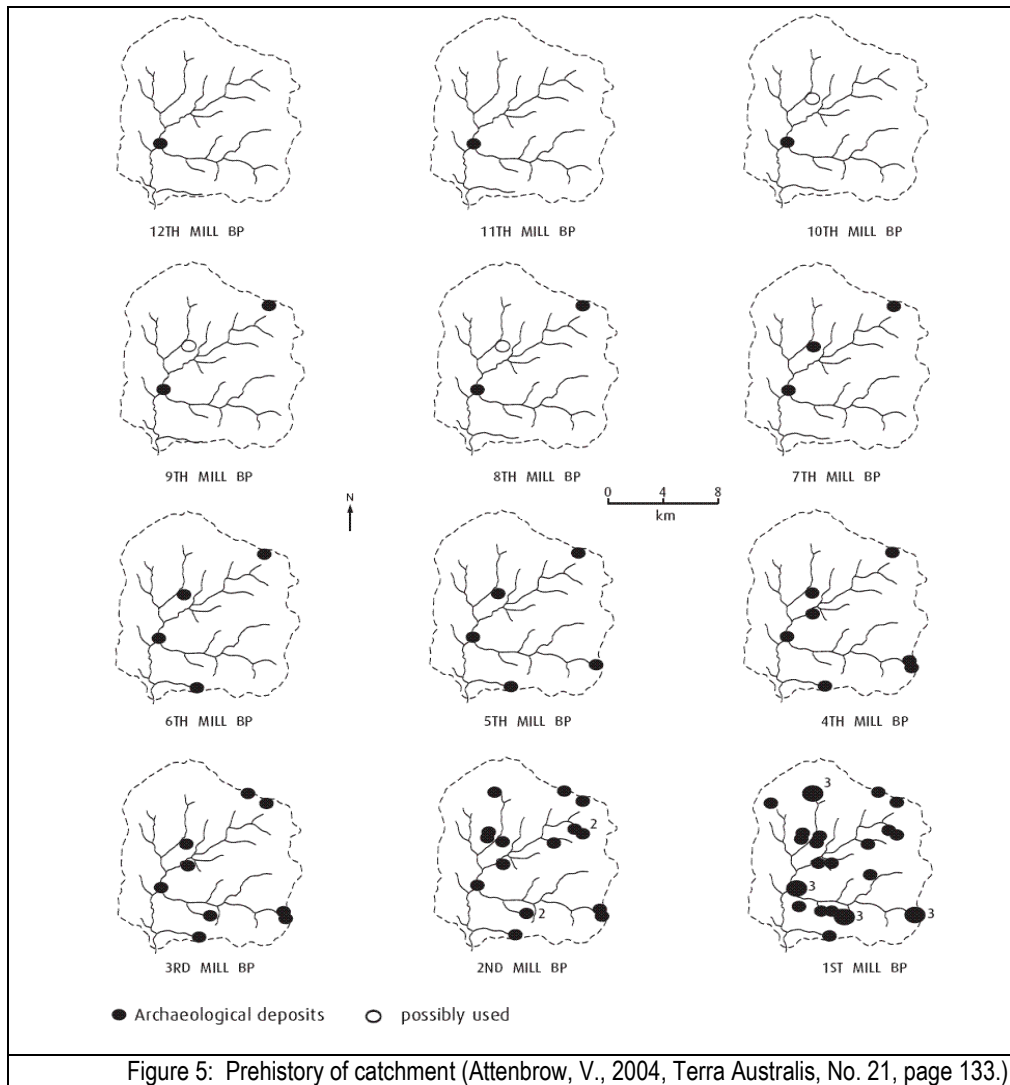 12TH MILL BP
11TH MILL BP
10TH MILL BP
9TH MILL BP
8TH MILL BP
7TH MILL BP
N
0 4 8
km
6TH MILL BP
5TH MILL BP
4TH MILL BP
2
2
3
3
3
3
3RD MILL BP
2ND MILL BP
1ST MILL BP
Archaeological deposits
possibly used
Figure 5: Prehistory of catchment (Attenbrow, V., 2004, Terra Australis, No. 21, page 133.)